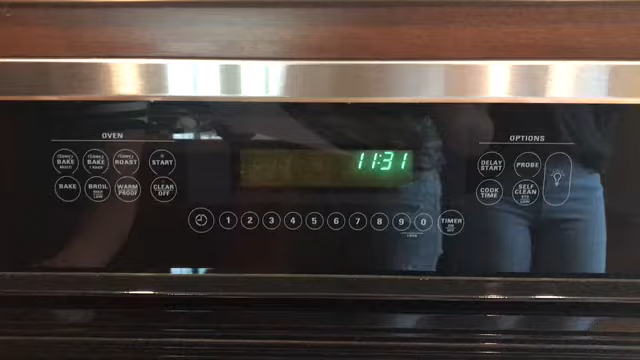 OVEN
BAKE
BAKE
ROAST
START
BAKE
BROIL
WARM
PROOF
CLEAR
OFF
11:31
1 2 3 4 5 6 7 8 9 0
TIMER
OPTIONS
DELAY
START
PROBE
COOK
TIME
SELF
CLEAN